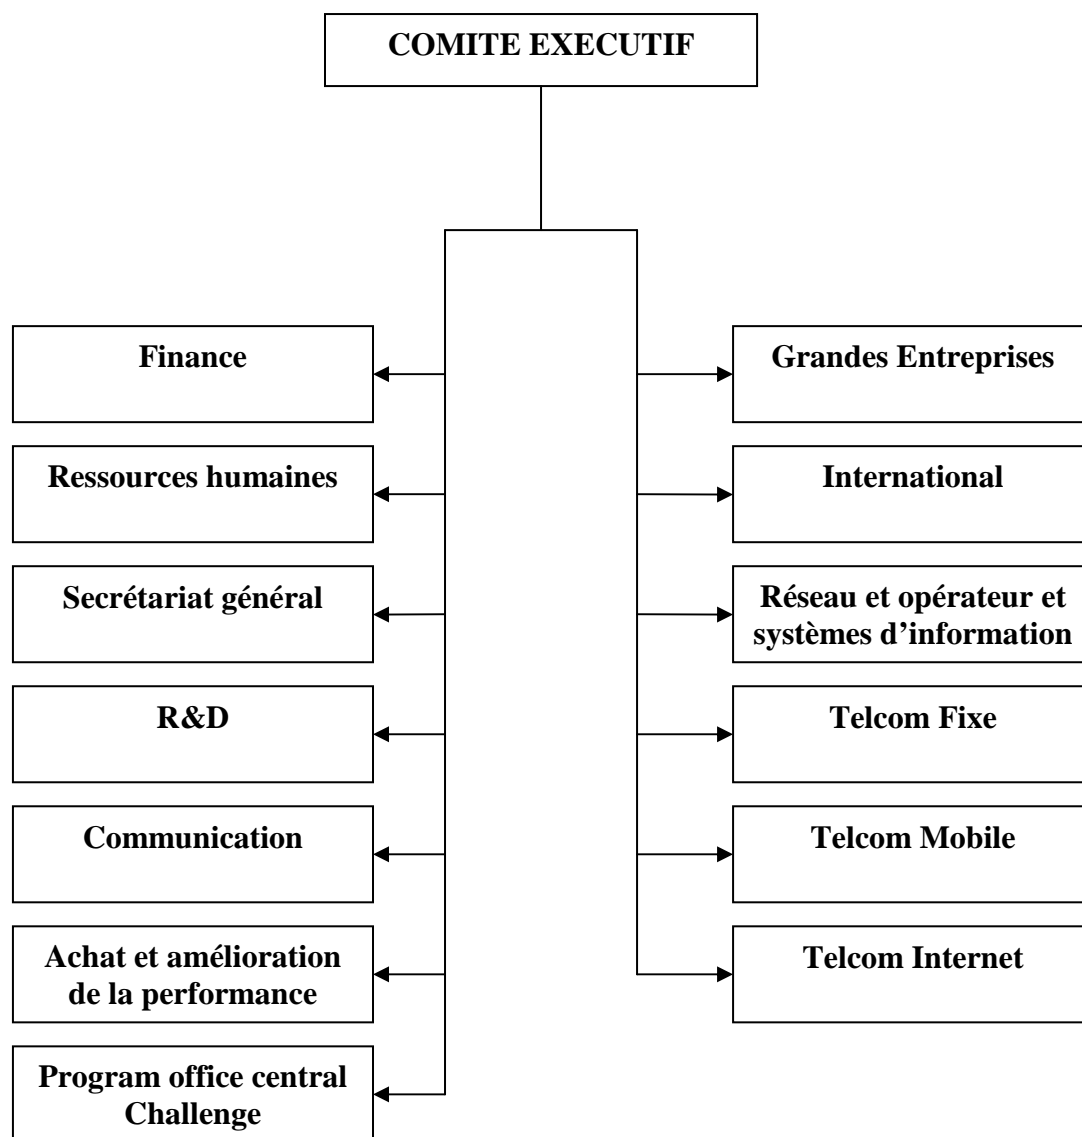 COMITE EXECUTIF
Finance
Ressources humaines
Secrétariat général
R&D
Communication
Achat et amélioration
de la performance
Program office central
Challenge
Grandes Entreprises
International
Réseau et opérateur et
systèmes d’information
Telcom Fixe
Telcom Mobile
Telcom Internet